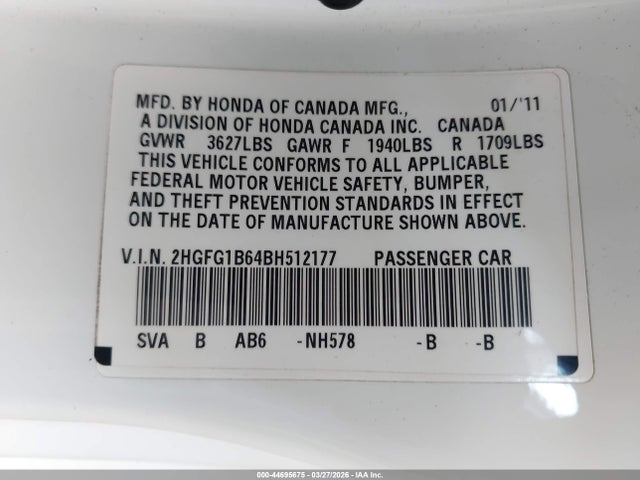 MFD. BY HONDA OF CANADA MFG., 01/'11
A DIVISION OF HONDA CANADA INC. CANADA
GVWR 3627LBS GAWR F 1940LBS R 1709LBS
THIS VEHICLE CONFORMS TO ALL APPLICABLE
FEDERAL MOTOR VEHICLE SAFETY, BUMPER,
AND THEFT PREVENTION STANDARDS IN EFFECT
ON THE DATE OF MANUFACTURE SHOWN ABOVE.
V.I.N. 2HGFG1B64BH512177 PASSENGER CAR
SVA B AB6 -NH578 -B -B
000-44695675 - 03/27/2026 - IAA Inc.